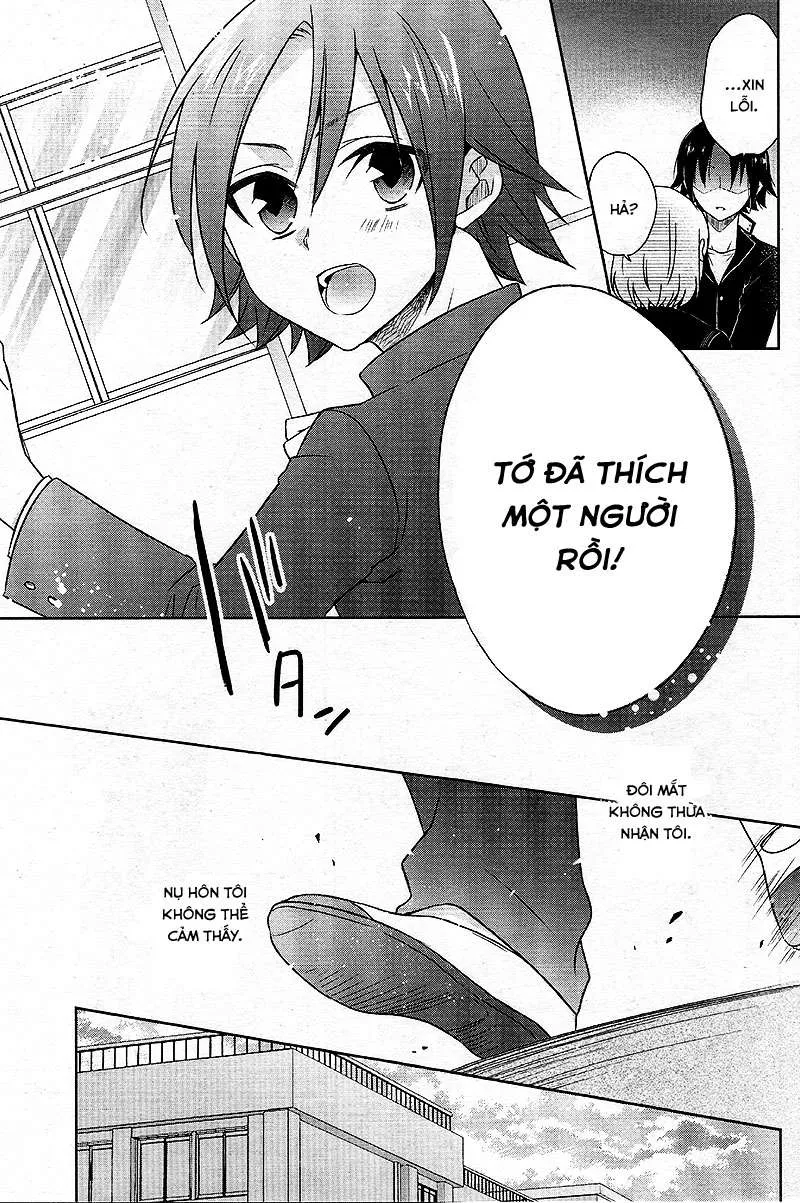 ...XIN
LỖI.
HẢ?
TỚ ĐÃ THÍCH
MỘT NGƯỜI
RỒI!
ĐÔI MẮT
KHÔNG THỪA
NHẬN TÔI.
NỤ HÔN TÔI
KHÔNG THỂ
CẢM THẤY.